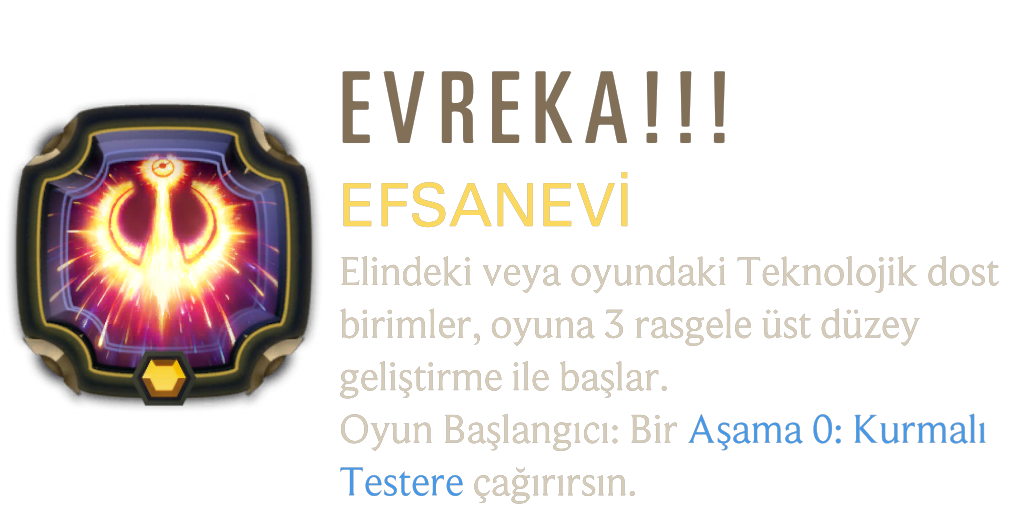 EVREKA!!!
EFSANEVİ
Elindeki veya oyundaki Teknolojik dost
birimler, oyuna 3 rasgele üst düzey
geliştirme ile başlar.
Oyun Başlangıcı: Bir Aşama 0: Kurmalı
Testere çağırırsın.